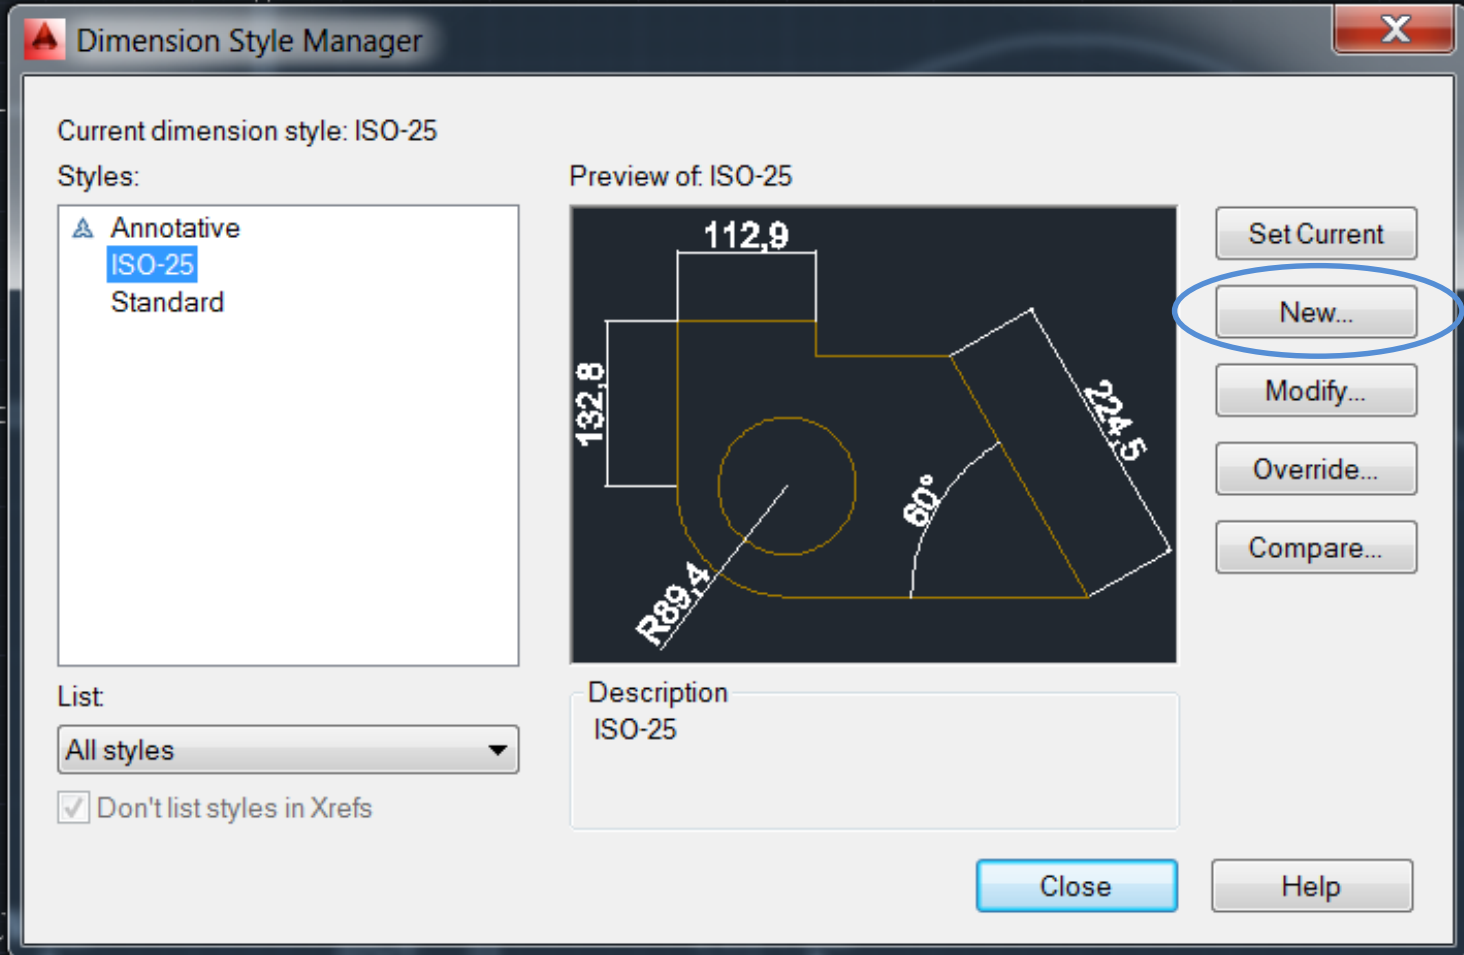 Dimension Style Manager
X
Current dimension style: ISO-25
Styles:
Annotative
ISO-25
Standard
List:
All styles
Don't list styles in Xrefs
Preview of: ISO-25
112,9
132,8
224,5
60°
R89,4
Description
ISO-25
Set Current
New...
Modify...
Override...
Compare...
Close
Help